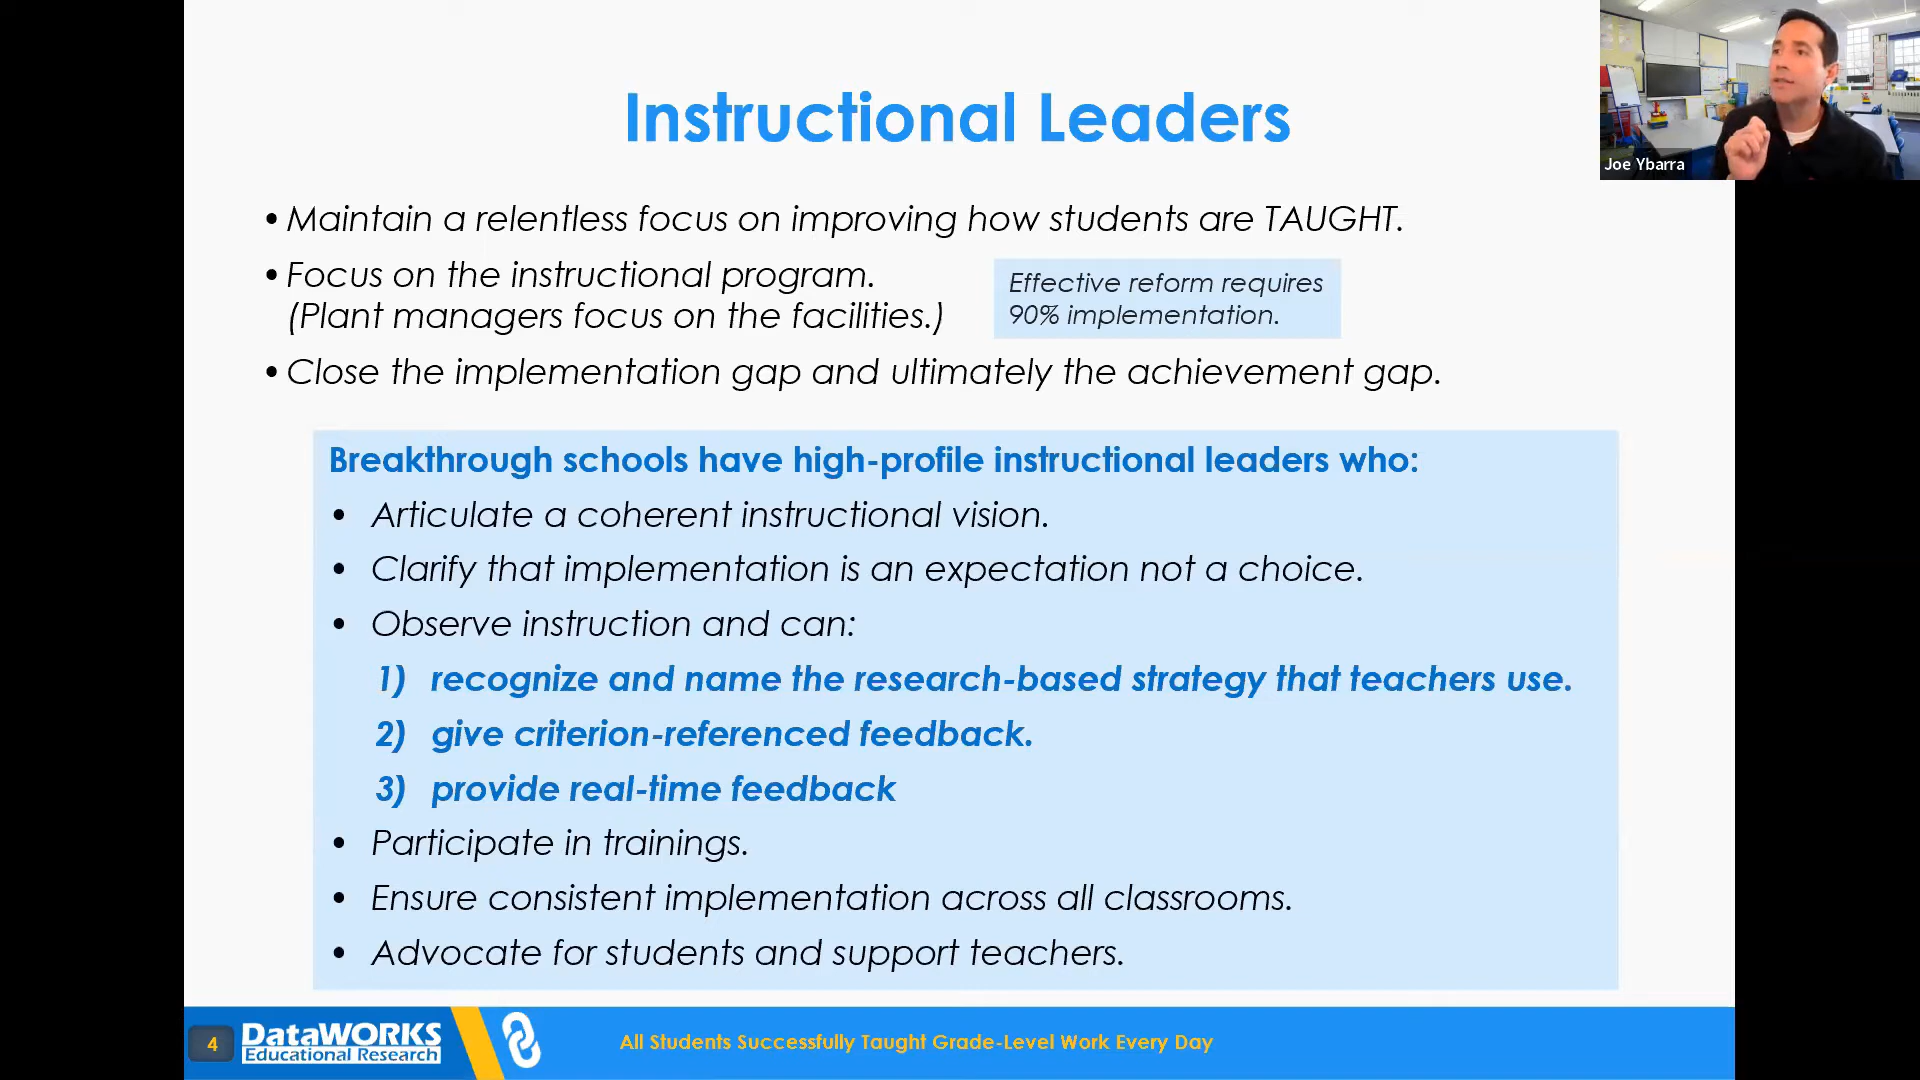 Instructional Leaders
Joe Ybarra
• Maintain a relentless focus on improving how students are TAUGHT.
• Focus on the instructional program.
(Plant managers focus on the facilities.)
Effective reform requires
90% implementation.
• Close the implementation gap and ultimately the achievement gap.
Breakthrough schools have high-profile instructional leaders who:
• Articulate a coherent instructional vision.
• Clarify that implementation is an expectation not a choice.
• Observe instruction and can:
1) recognize and name the research-based strategy that teachers use.
2) give criterion-referenced feedback.
3) provide real-time feedback
• Participate in trainings.
• Ensure consistent implementation across all classrooms.
• Advocate for students and support teachers.
4
DataWORKS
Educational Research
All Students Successfully Taught Grade-Level Work Every Day